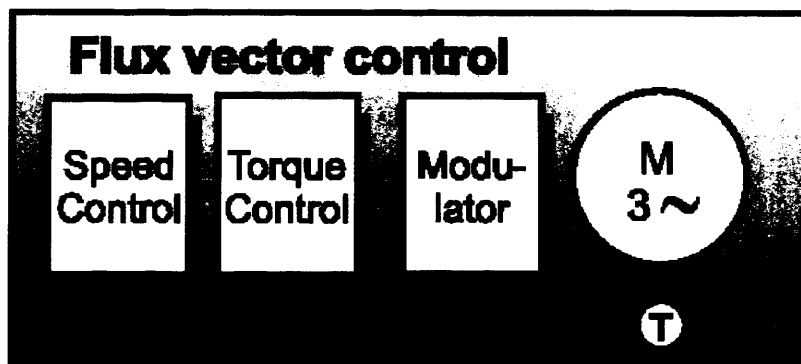 Flux vector control
Speed
Control
Torque
Control
Modu-
lator
M
3~
T